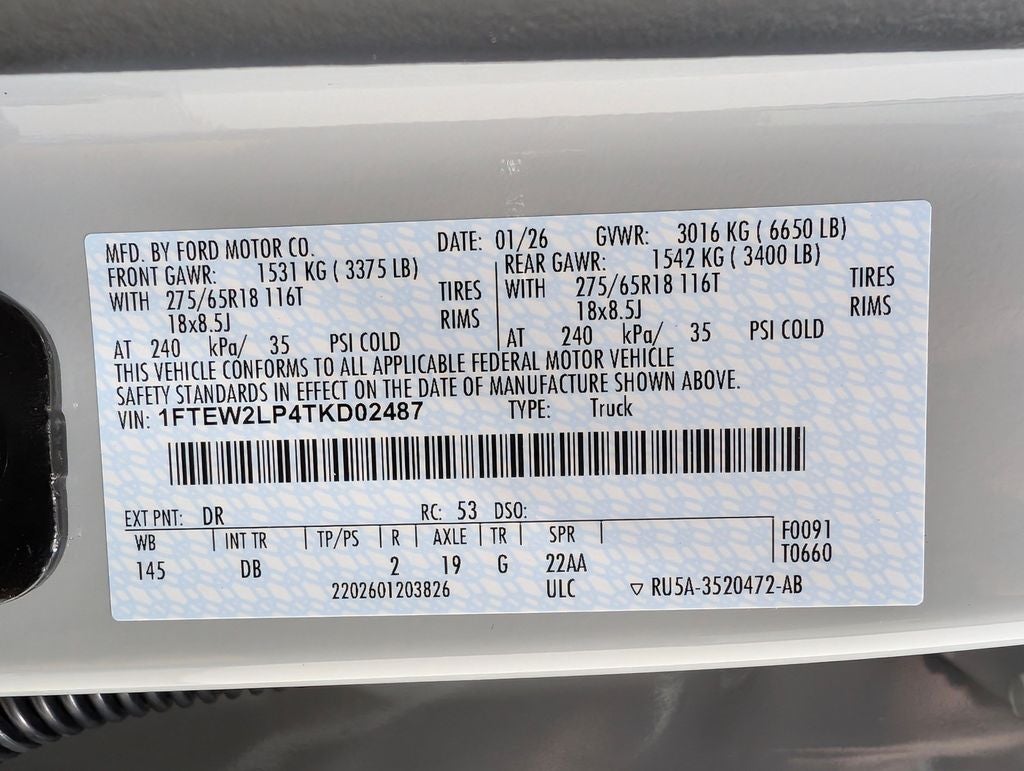 MFD. BY FORD MOTOR CO. DATE: 01/26 GVWR: 3016 KG ( 6650 LB)
FRONT GAWR: 1531 KG ( 3375 LB) REAR GAWR: 1542 KG ( 3400 LB)
WITH 275/65R18 116T TIRES WITH 275/65R18 116T TIRES
18x8.5J RIMS 18x8.5J RIMS
AT 240 kPa/ 35 PSI COLD AT 240 kPa/ 35 PSI COLD
THIS VEHICLE CONFORMS TO ALL APPLICABLE FEDERAL MOTOR VEHICLE
SAFETY STANDARDS IN EFFECT ON THE DATE OF MANUFACTURE SHOWN ABOVE.
VIN: 1FTEW2LP4TKD02487 TYPE: Truck
EXT PNT: DR RC: 53 DSO:
WB INT TR TP/PS R AXLE TR SPR F0091
T0660
145 DB 2 19 G 22AA
2202601203826 ULC RU5A-3520472-AB